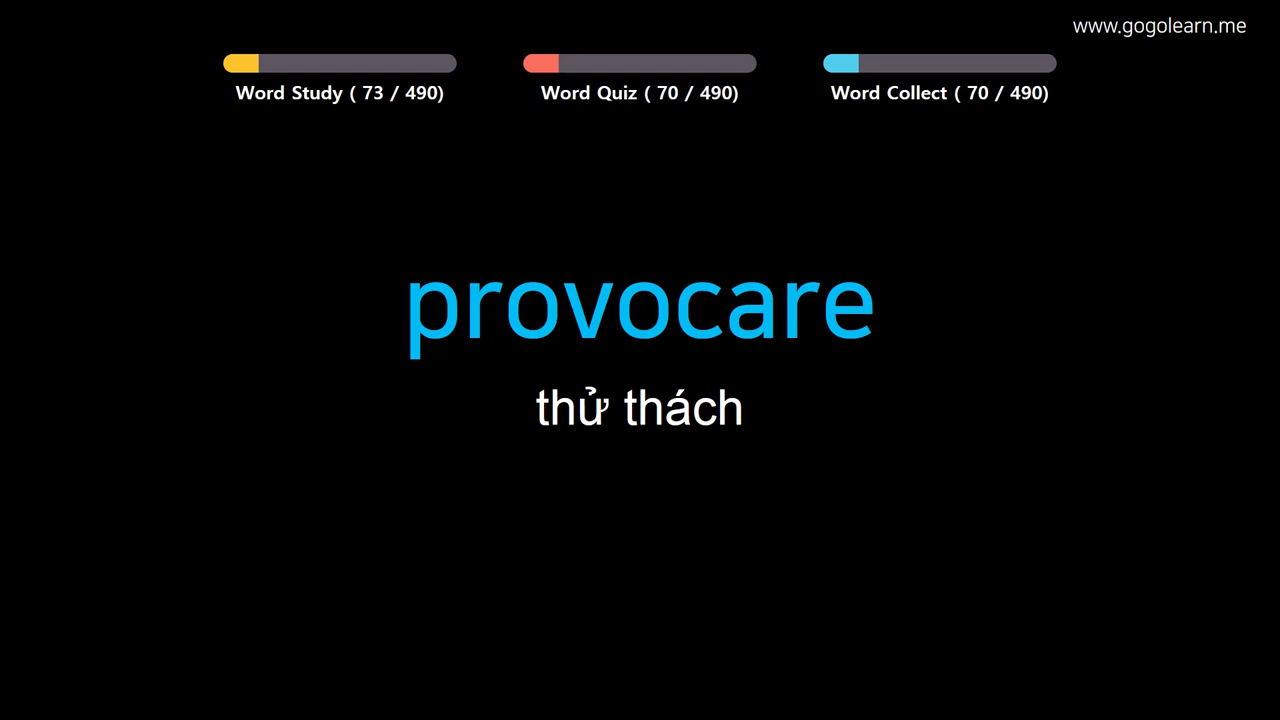 www.gogolearn.me
Word Study ( 73 / 490)
Word Quiz ( 70 / 490)
Word Collect ( 70 / 490)
provocare
thử thách